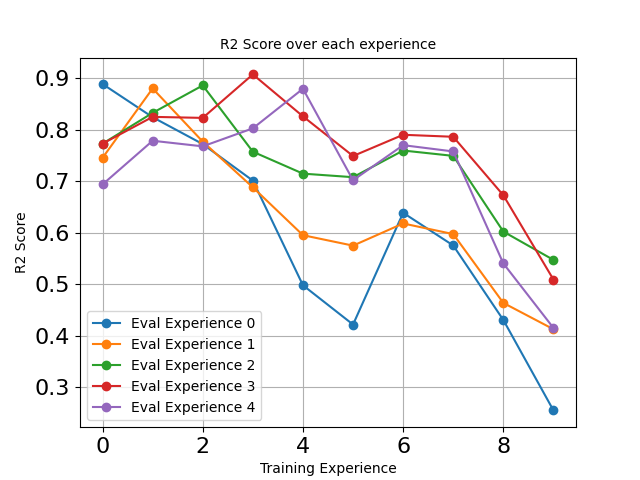 R2 Score over each experience
0.9
0.8
0.7
0.6
0.5
0.4
0.3
R2 Score
Eval Experience 0
Eval Experience 1
Eval Experience 2
Eval Experience 3
Eval Experience 4
0 2 4 6 8
Training Experience